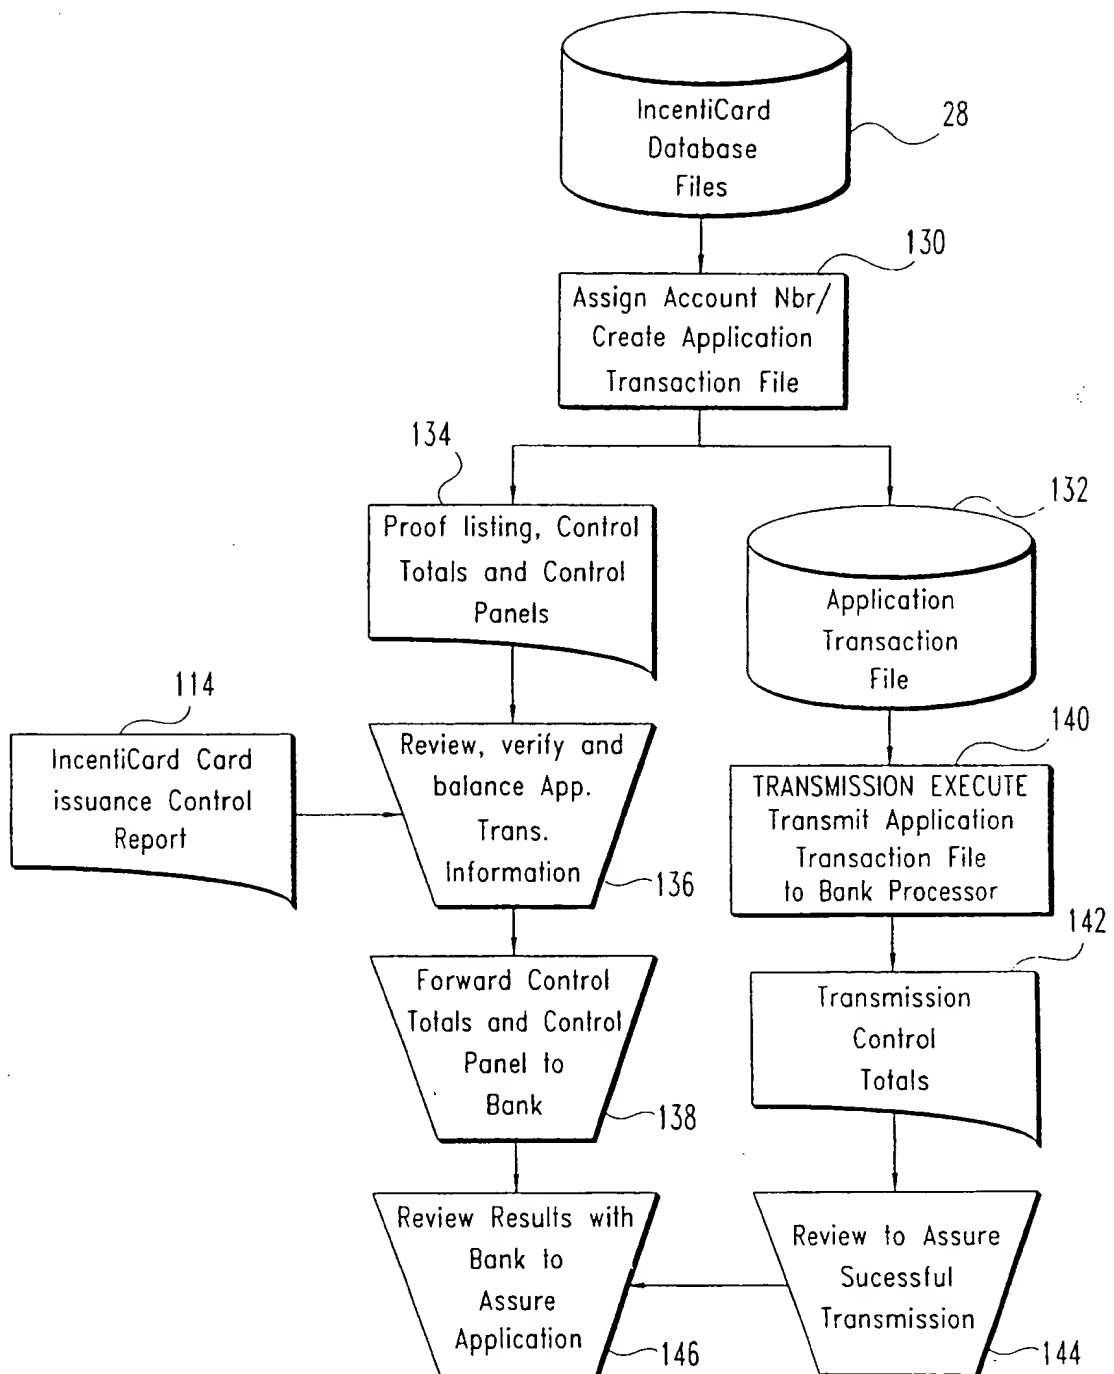 IncentiCard
Database
Files
28
130
Assign Account Nbr/
Create Application
Transaction File
134
Proof listing, Control
Totals and Control
Panels
132
Application
Transaction
File
114
IncentiCard Card
issuance Control
Report
Review, verify and
balance App.
Trans.
Information
136
140
TRANSMISSION EXECUTE
Transmit Application
Transaction File
to Bank Processor
142
Forward Control
Totals and Control
Panel to
Bank
138
Transmission
Control
Totals
Review Results with
Bank to
Assure
Application
146
Review to Assure
Sucessful
Transmission
144